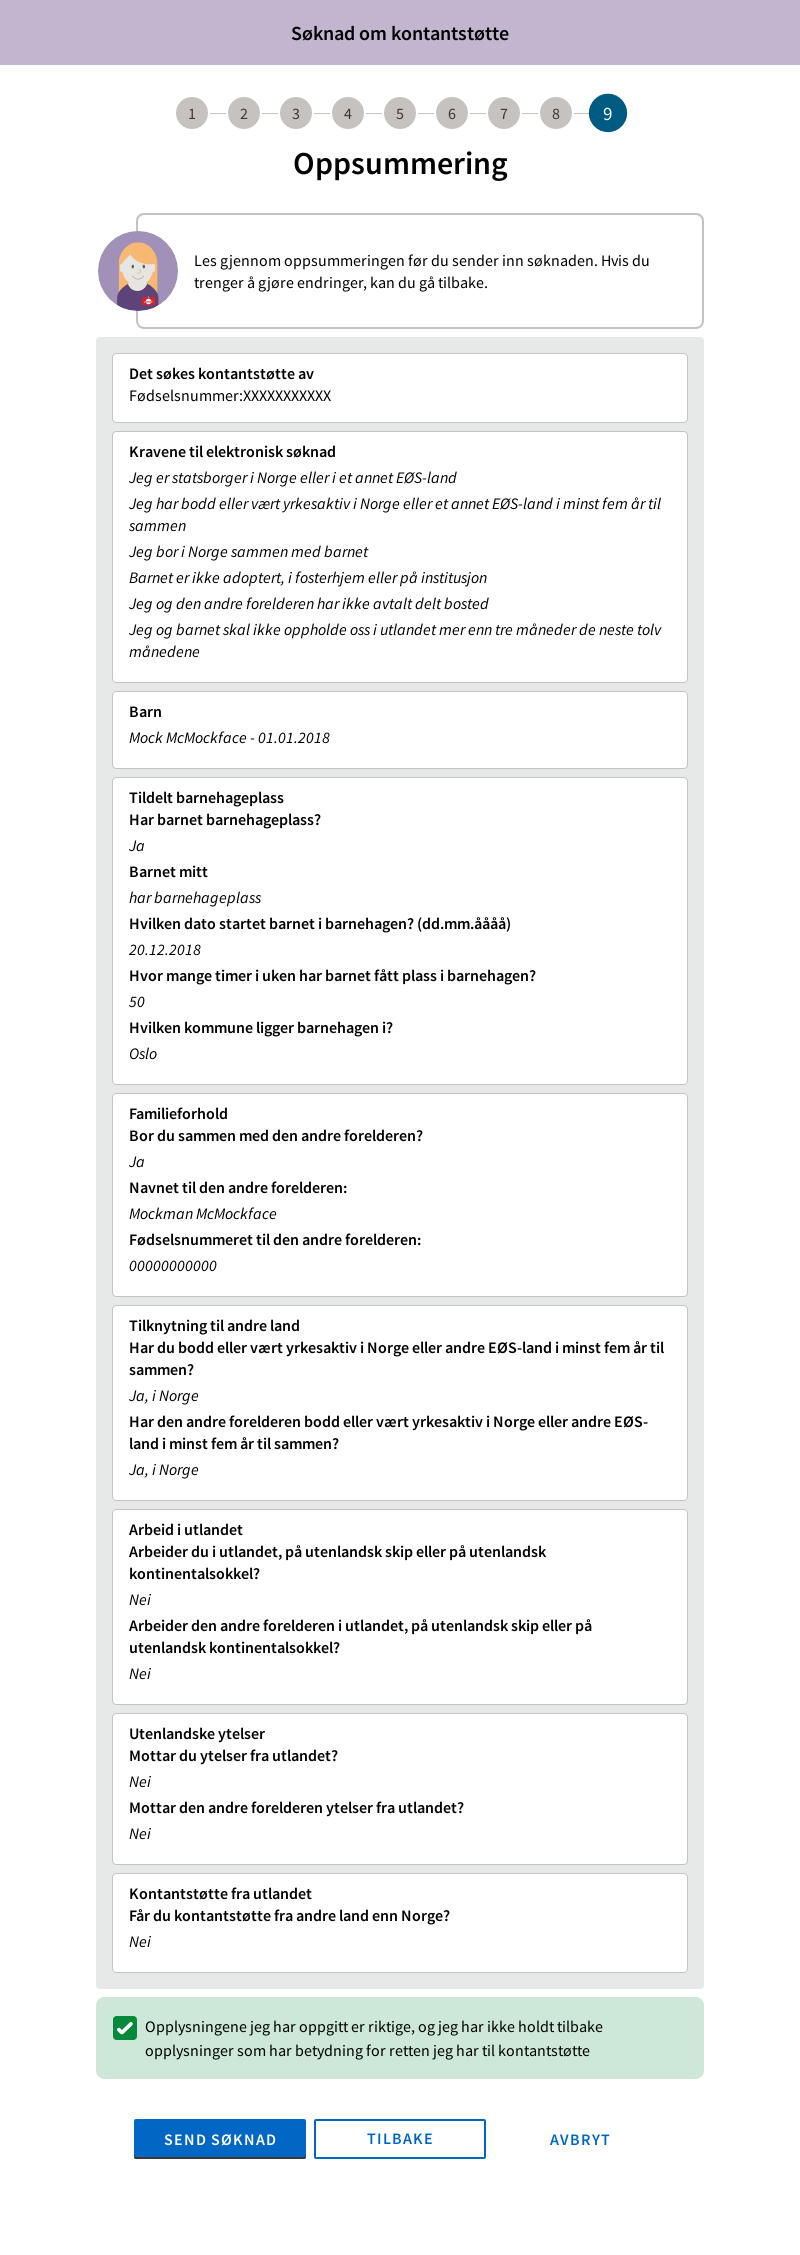 Søknad om kontantstøtte
1 2 3 4 5 6 7 8 9
Oppsummering
Les gjennom oppsummeringen før du sender inn søknaden. Hvis du
trenger å gjøre endringer, kan du gå tilbake.
Det søkes kontantstøtte av
Fødselsnummer:XXXXXXXXXXX
Kravene til elektronisk søknad
Jeg er statsborger i Norge eller i et annet EØS-land
Jeg har bodd eller vært yrkesaktiv i Norge eller et annet EØS-land i minst fem år til
sammen
Jeg bor i Norge sammen med barnet
Barnet er ikke adoptert, i fosterhjem eller på institusjon
Jeg og den andre forelderen har ikke avtalt delt bosted
Jeg og barnet skal ikke oppholde oss i utlandet mer enn tre måneder de neste tolv
månedene
Barn
Mock McMockface - 01.01.2018
Tildelt barnehageplass
Har barnet barnehageplass?
Ja
Barnet mitt
har barnehageplass
Hvilken dato startet barnet i barnehagen? (dd.mm.åååå)
20.12.2018
Hvor mange timer i uken har barnet fått plass i barnehagen?
50
Hvilken kommune ligger barnehagen i?
Oslo
Familieforhold
Bor du sammen med den andre forelderen?
Ja
Navnet til den andre forelderen:
Mockman McMockface
Fødselsnummeret til den andre forelderen:
00000000000
Tilknytning til andre land
Har du bodd eller vært yrkesaktiv i Norge eller andre EØS-land i minst fem år til
sammen?
Ja, i Norge
Har den andre forelderen bodd eller vært yrkesaktiv i Norge eller andre EØS-
land i minst fem år til sammen?
Ja, i Norge
Arbeid i utlandet
Arbeider du i utlandet, på utenlandsk skip eller på utenlandsk
kontinentalsokkel?
Nei
Arbeider den andre forelderen i utlandet, på utenlandsk skip eller på
utenlandsk kontinentalsokkel?
Nei
Utenlandske ytelser
Mottar du ytelser fra utlandet?
Nei
Mottar den andre forelderen ytelser fra utlandet?
Nei
Kontantstøtte fra utlandet
Får du kontantstøtte fra andre land enn Norge?
Nei
Opplysningene jeg har oppgitt er riktige, og jeg har ikke holdt tilbake
opplysninger som har betydning for retten jeg har til kontantstøtte
SEND SØKNAD TILBAKE AVBRYT